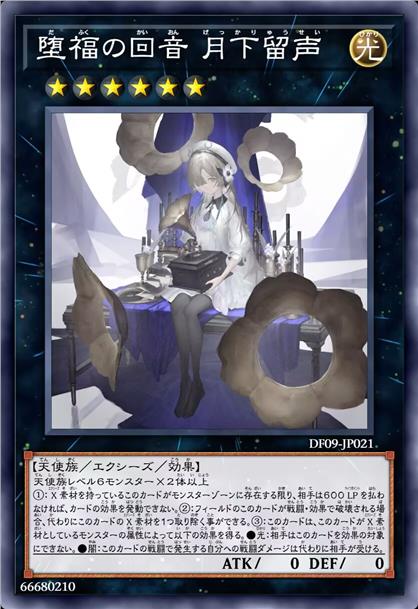 堕福の回音 月下留声
光
DF09-JP021
【天使族／エクシーズ／効果】
天使族レベル6モンスター×2体以上
①：X素材を持っているこのカードがモンスターゾーンに存在する限り、相手は600LPを払わ
なければ、カードの効果を発動できない。②：フィールドのこのカードが戦闘・効果で破壊される場
合、代わりにこのカードのX素材を1つ取り除く事ができる。③：このカードは、このカードがX素
材としているモンスターの属性によって以下の効果を得る。●光：相手はこのカードを効果の対象
にできない。●闇：このカードの戦闘で発生する自分への戦闘ダメージは代わりに相手が受ける。
ATK/ 0 DEF/ 0
66680210